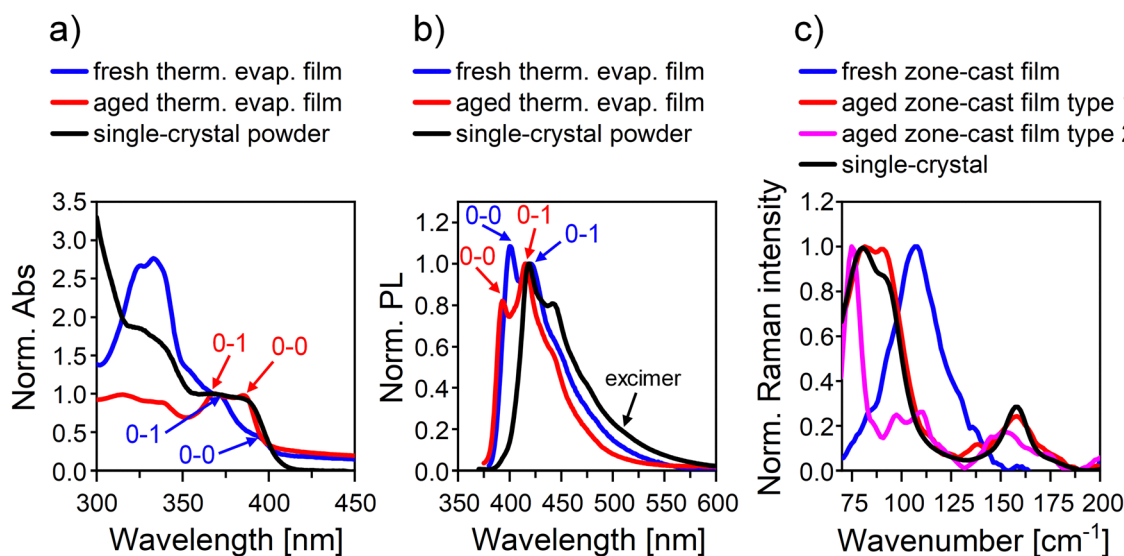 a)
fresh therm. evap. film
aged therm. evap. film
single-crystal powder
Norm. Abs
3.5
3.0
2.5
2.0
1.5
1.0
0.5
0.0
0-1
0-0
0-1
0-0
300
350
400
450
Wavelength [nm]
b)
fresh therm. evap. film
aged therm. evap. film
single-crystal powder
Norm. PL
1.2
1.0
0.8
0.6
0.4
0.2
0.0
0-0
0-1
0-0
0-1
excimer
350
400
450
500
550
600
Wavelength [nm]
c)
fresh zone-cast film
aged zone-cast film type
aged zone-cast film type
single-crystal
Norm. Raman intensity
1.2
1.0
0.8
0.6
0.4
0.2
0.0
75
100
125
150
175
200
Wavenumber [cm⁻¹]